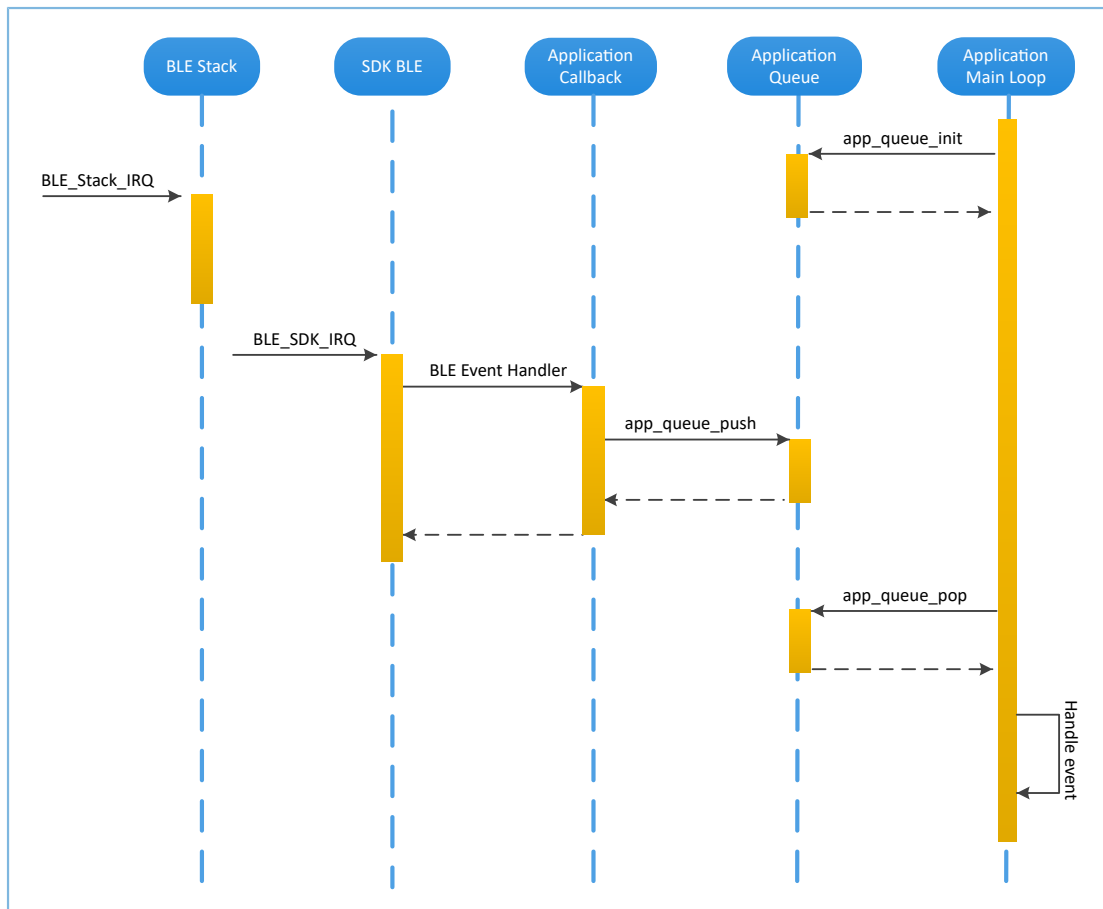 BLE Stack
SDK BLE
Application
Callback
Application
Queue
Application
Main Loop
app_queue_init
BLE_Stack_IRQ
BLE_SDK_IRQ
BLE Event Handler
app_queue_push
app_queue_pop
Handle event